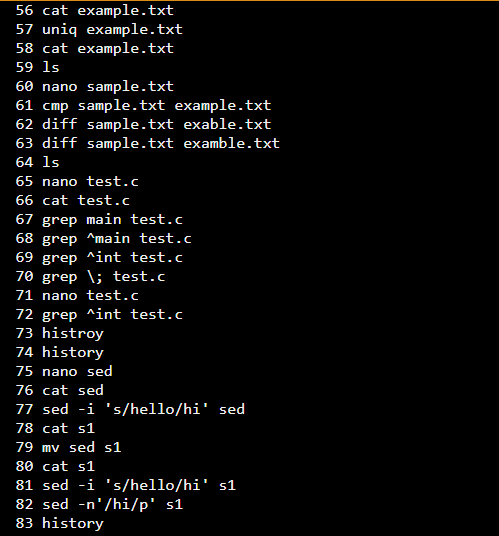 56 cat example.txt
57 uniq example.txt
58 cat example.txt
59 ls
60 nano sample.txt
61 cmp sample.txt example.txt
62 diff sample.txt exable.txt
63 diff sample.txt examble.txt
64 ls
65 nano test.c
66 cat test.c
67 grep main test.c
68 grep ^main test.c
69 grep ^int test.c
70 grep \; test.c
71 nano test.c
72 grep ^int test.c
73 histroy
74 history
75 nano sed
76 cat sed
77 sed -i 's/hello/hi' sed
78 cat s1
79 mv sed s1
80 cat s1
81 sed -i 's/hello/hi' s1
82 sed -n'/hi/p' s1
83 history